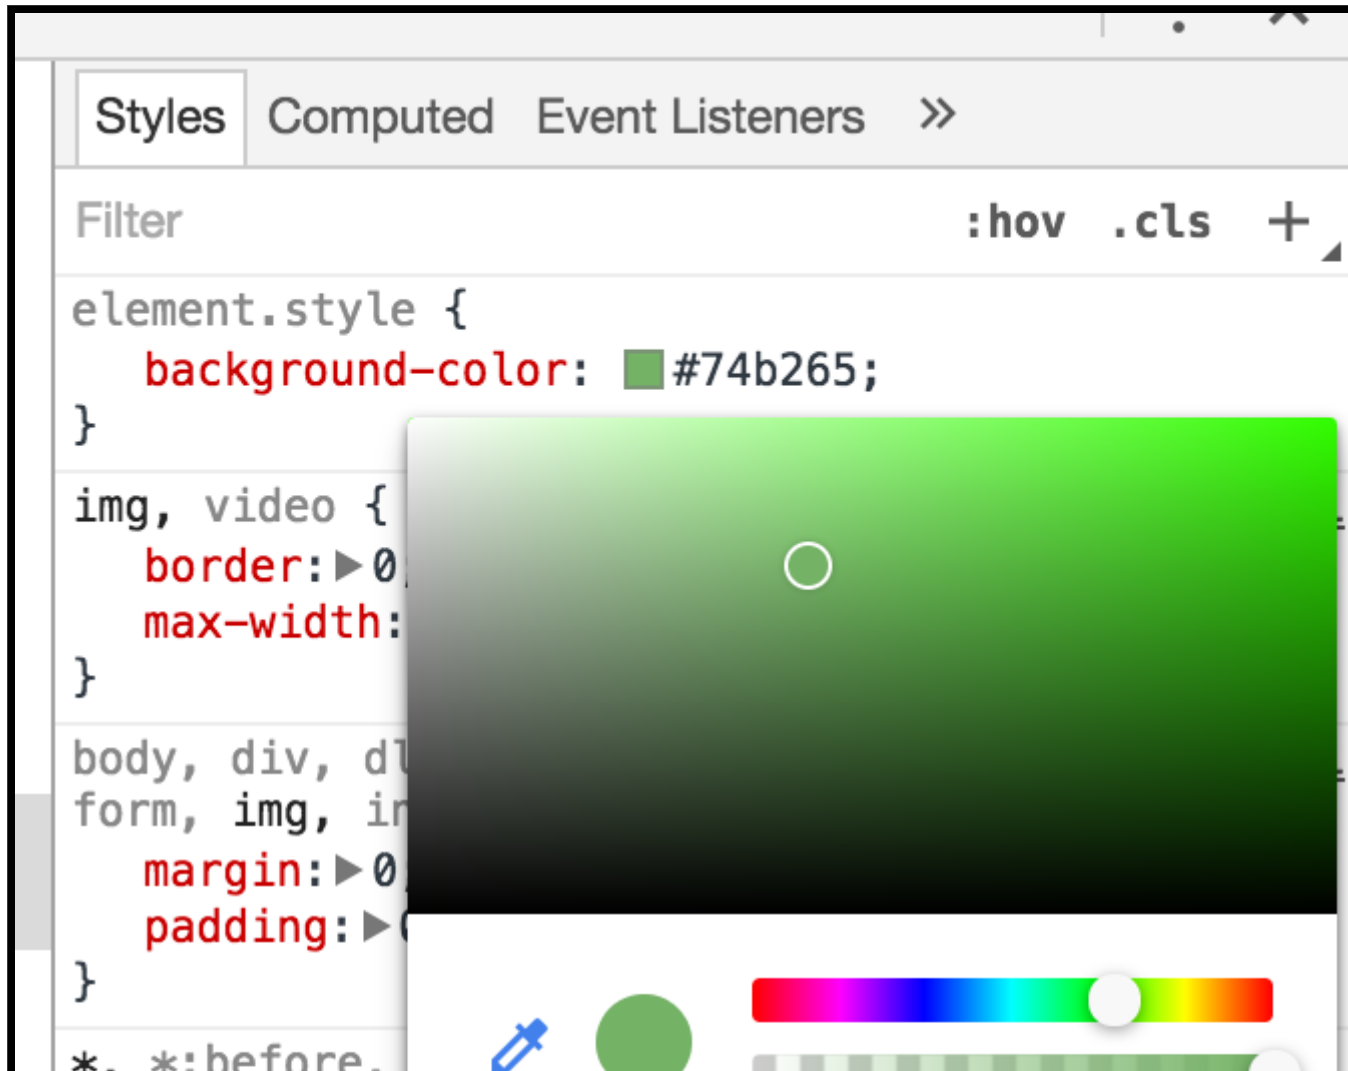 Styles Computed Event Listeners »
Filter :hov .cls +
element.style {
background-color: #74b265;
}
img, video {
border: 0;
max-width:
}
body, div,
form, img,
margin: 0;
padding:
}
*, *:before,